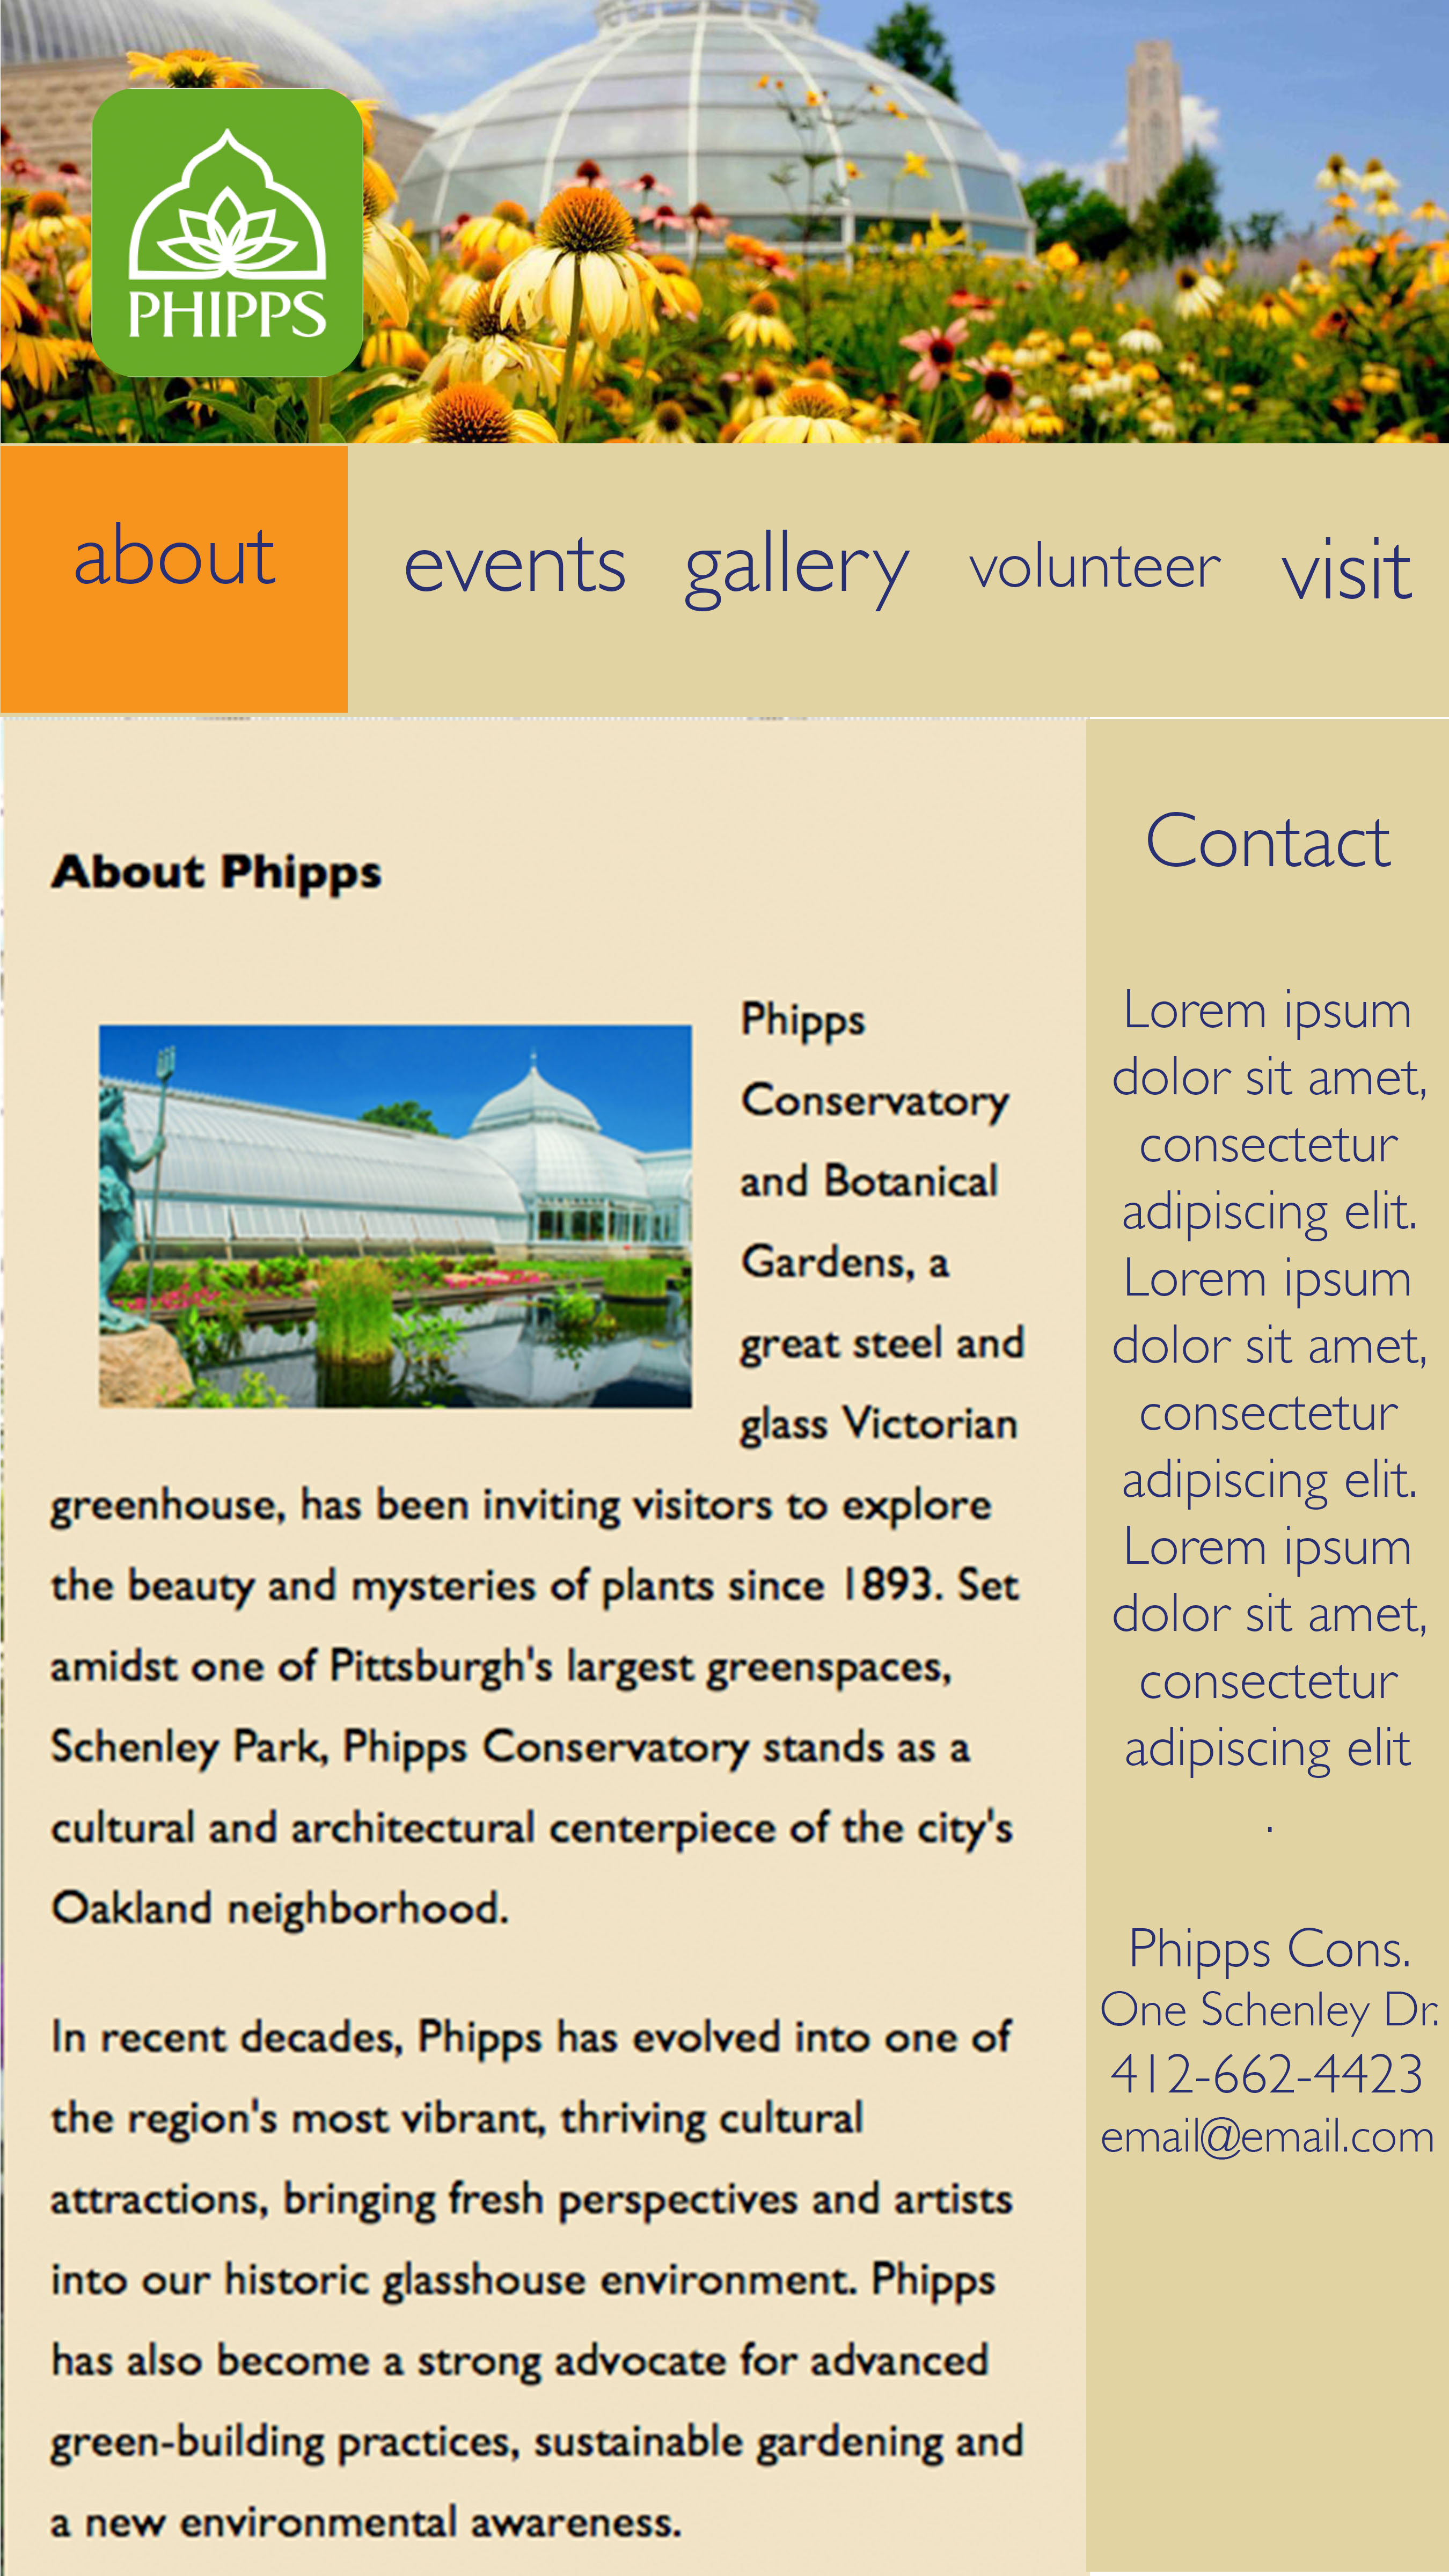 PHIPPS
about
events
gallery
volunteer
visit
About Phipps
Phipps
Conservatory
and Botanical
Gardens, a
great steel and
glass Victorian
greenhouse, has been inviting visitors to explore
the beauty and mysteries of plants since 1893. Set
amidst one of Pittsburgh's largest greenspaces,
Schenley Park, Phipps Conservatory stands as a
cultural and architectural centerpiece of the city's
Oakland neighborhood.
In recent decades, Phipps has evolved into one of
the region's most vibrant, thriving cultural
attractions, bringing fresh perspectives and artists
into our historic glasshouse environment. Phipps
has also become a strong advocate for advanced
green-building practices, sustainable gardening and
a new environmental awareness.
Contact
Lorem ipsum
dolor sit amet,
consectetur
adipiscing elit.
Lorem ipsum
dolor sit amet,
consectetur
adipiscing elit.
Lorem ipsum
dolor sit amet,
consectetur
adipiscing elit
.
Phipps Cons.
One Schenley Dr.
412-662-4423
email@email.com